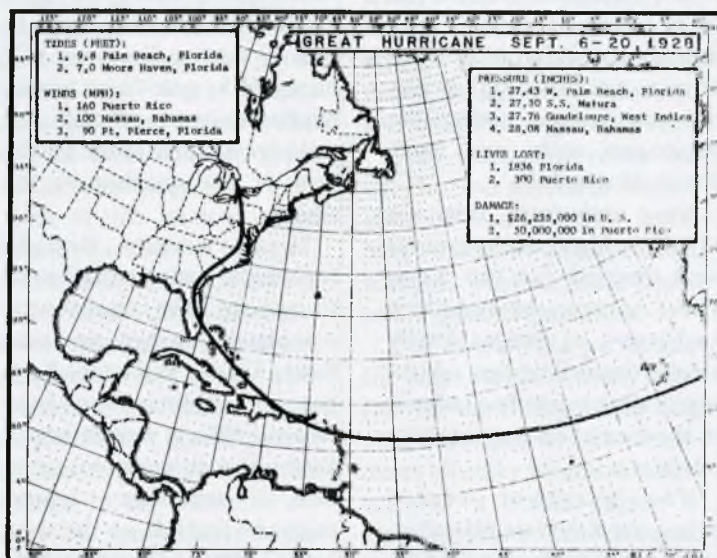 GREAT HURRICANE SEPT. 6-20, 1928
TIDES (FEET):
1. 9.8 Palm Beach, Florida
2. 7.0 Moore Haven, Florida
WINDS (MPH):
1. 160 Puerto Rico
2. 100 Nassau, Bahamas
3. 90 Ft. Pierce, Florida
PRESSURE (INCHES):
1. 27.43 W. Palm Beach, Florida
2. 27.50 S.S. Matura
3. 27.76 Guadeloupe, West Indies
4. 28.08 Nassau, Bahamas
LIVES LOST:
1. 1836 Florida
2. 300 Puerto Rico
DAMAGE:
1. $26,235,000 in U. S.
2. 50,000,000 in Puerto Rico